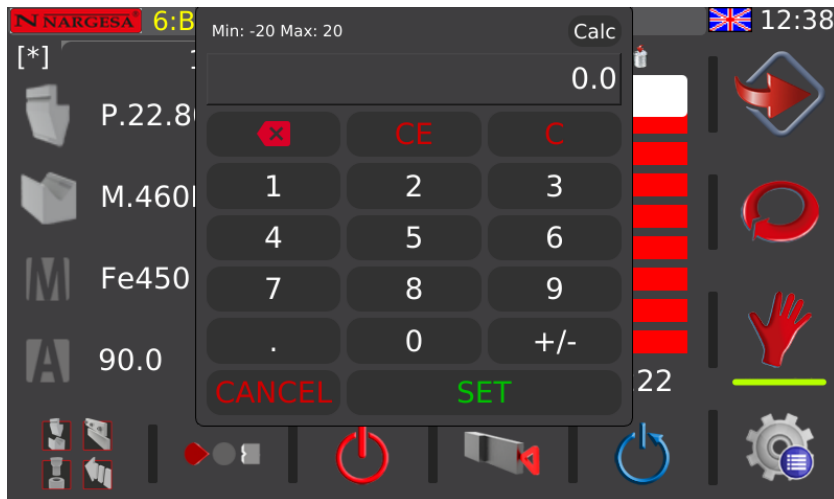 NARGESA 6:B 12:38
Min: -20 Max: 20 Calc
[*]
0.0
P.22.8
CE C
1 2 3
M.460
4 5 6
Fe450
7 8 9
. 0 +/-
90.0
22
CANCEL SET